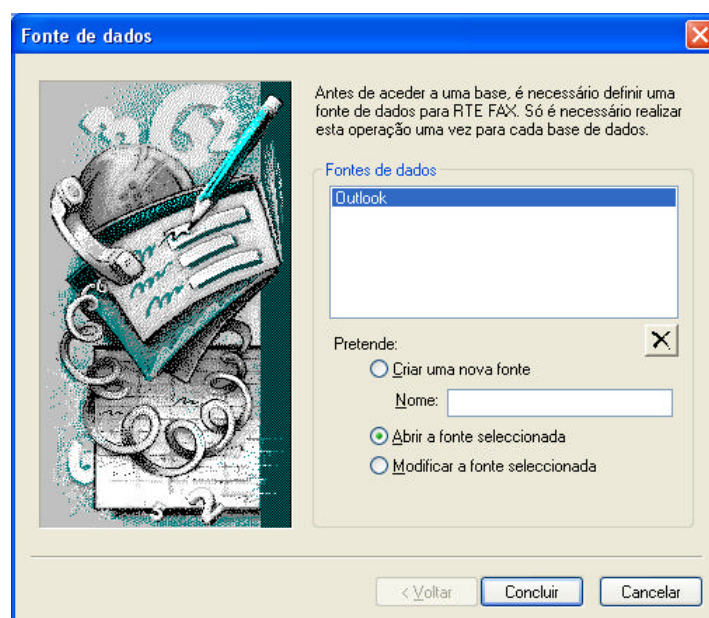 Fonte de dados
Antes de aceder a uma base, é necessário definir uma
fonte de dados para RTE FAX. Só é necessário realizar
esta operação uma vez para cada base de dados.
Fontes de dados
Outlook
Pretende:
Criar uma nova fonte
Nome:
Abrir a fonte seleccionada
Modificar a fonte seleccionada
< Voltar Concluir Cancelar